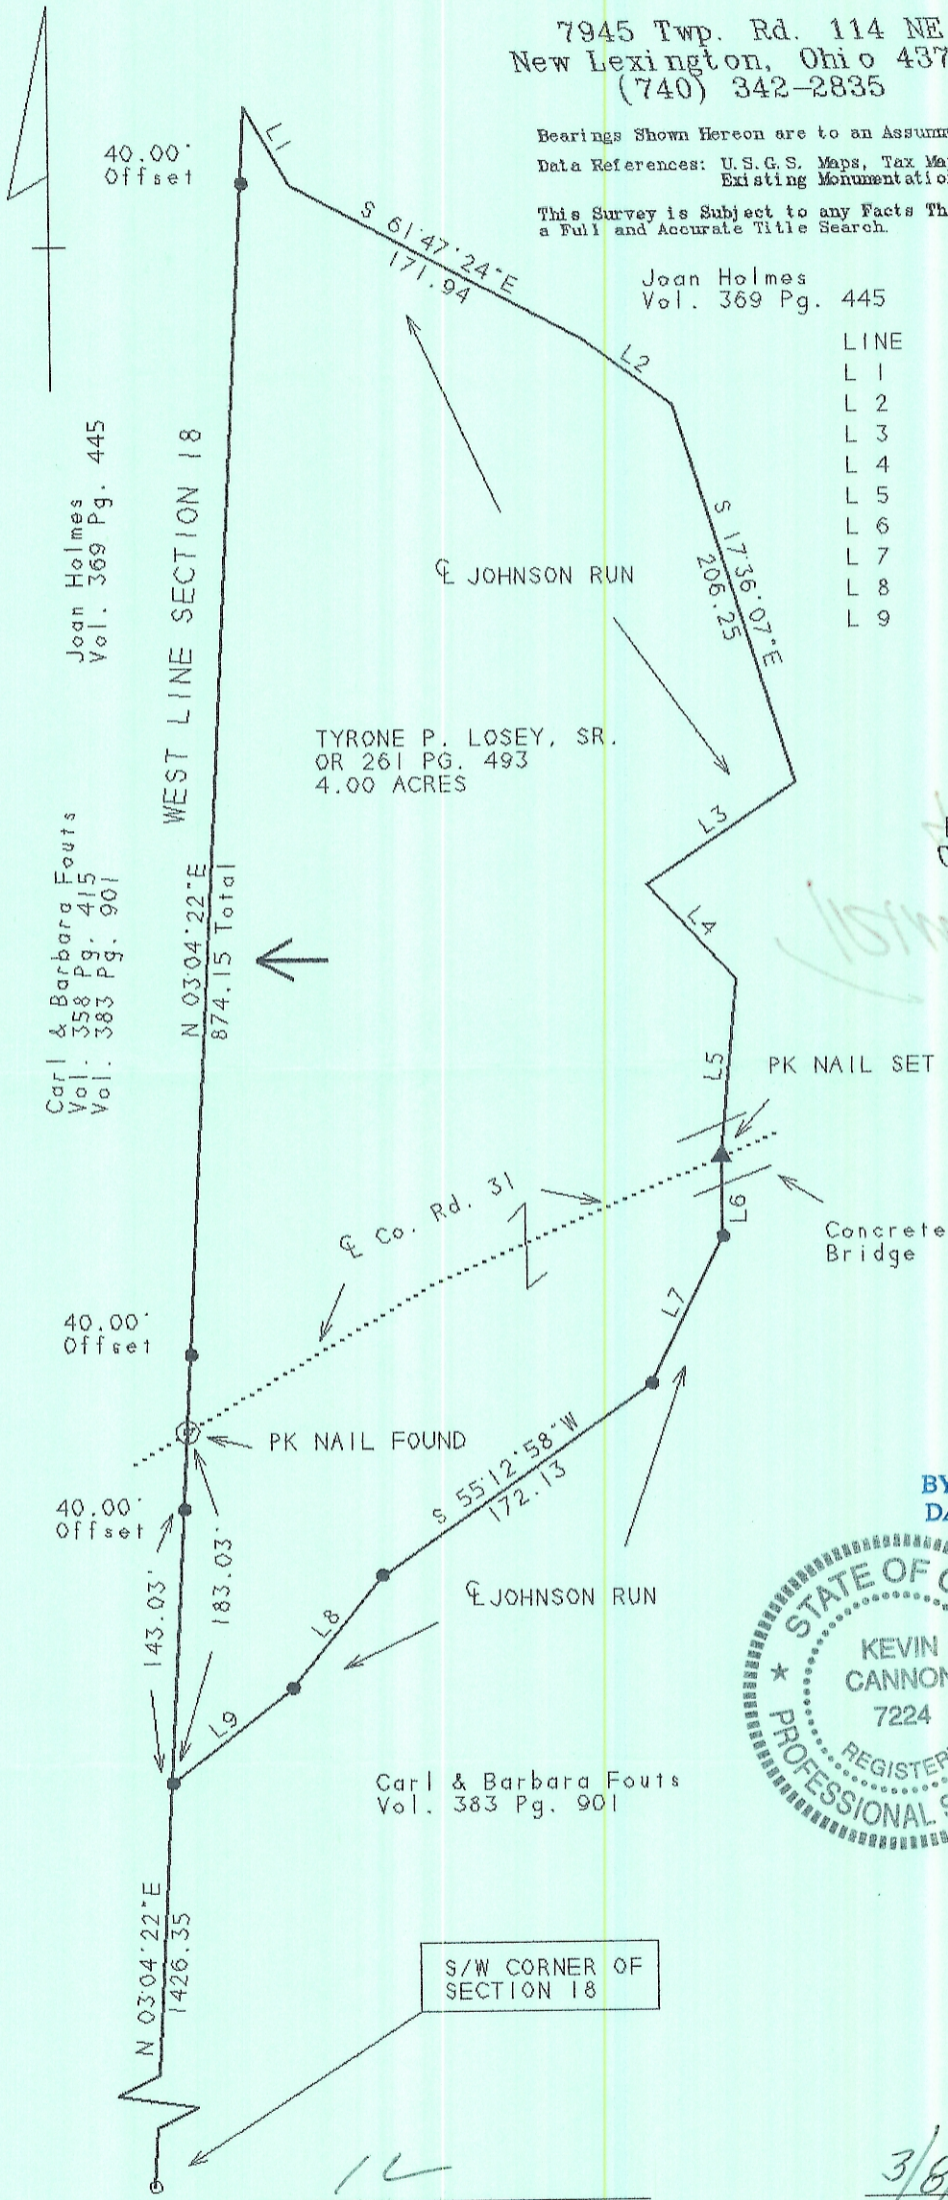 7945 Twp. Rd. 114 NE
New Lexington, Ohio 437
(740) 342-2835
Bearings Shown Hereon are to an Assum
Data References: U.S.G.S. Maps, Tax Ma
Existing Monumentatio
This Survey is Subject to any Facts Th
a Full and Accurate Title Search.
40.00'
Offset
L1
S 61°47'24"E
171.94
Joan Holmes
Vol. 369 Pg. 445
L2
LINE
L 1
L 2
L 3
L 4
L 5
L 6
L 7
L 8
L 9
Joan Holmes
Vol. 369 Pg. 445
WEST LINE SECTION 18
S 17°36'07"E
206.25
℄ JOHNSON RUN
TYRONE P. LOSEY, SR.
OR 261 PG. 493
4.00 ACRES
L3
Carl & Barbara Fouts
Vol. 358 Pg. 415
Vol. 383 Pg. 901
N 03°04'22"E
874.15 Total
L4
L5
PK NAIL SET
℄ Co. Rd. 31
L6
Concrete
Bridge
L7
40.00'
Offset
PK NAIL FOUND
S 55°12'58"W
172.13
40.00'
Offset
143.03'
183.03'
℄ JOHNSON RUN
L8
L9
BY
DA
STATE OF O
KEVIN
CANNON
7224
REGISTER
PROFESSIONAL S
Carl & Barbara Fouts
Vol. 383 Pg. 901
N 03°04'22"E
1426.35
S/W CORNER OF
SECTION 18
3/8